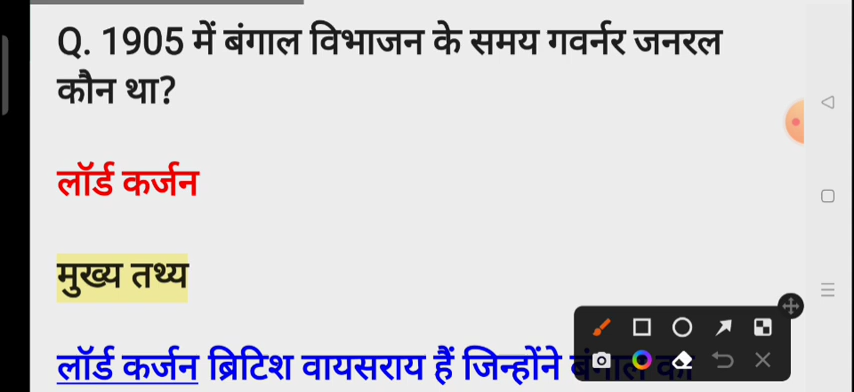 Q. 1905 में बंगाल विभाजन के समय गवर्नर जनरल
कौन था?
लॉर्ड कर्जन
मुख्य तथ्य
लॉर्ड कर्जन ब्रिटिश वायसराय हैं जिन्होंने